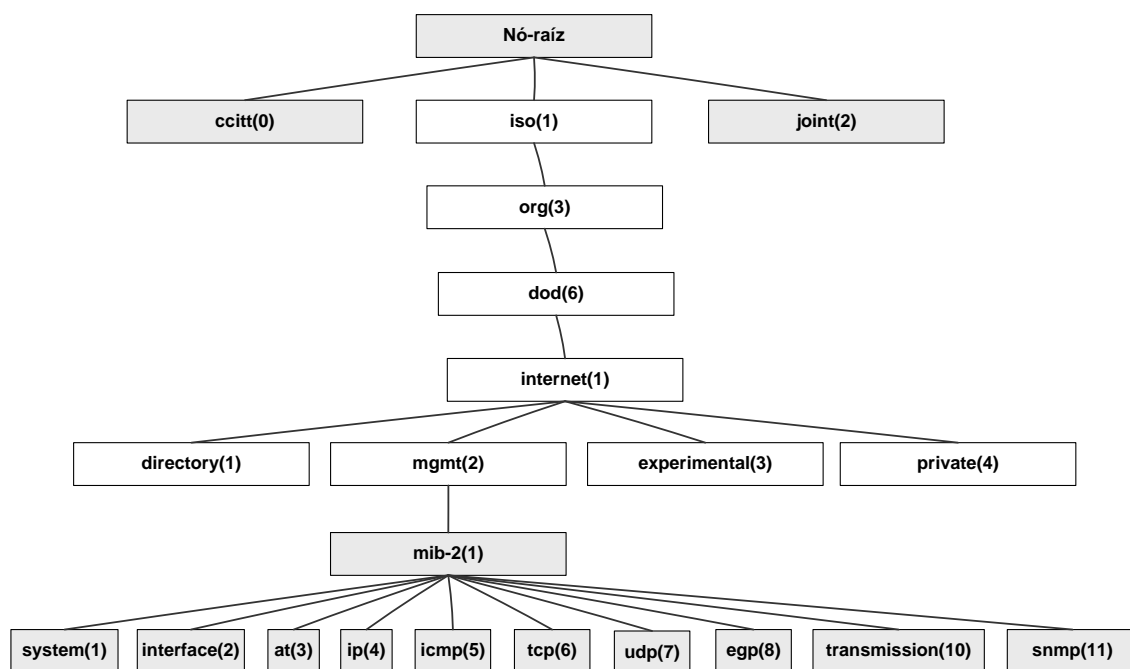 Nó-raíz
ccitt(0) iso(1) joint(2)
org(3)
dod(6)
internet(1)
directory(1) mgmt(2) experimental(3) private(4)
mib-2(1)
system(1) interface(2) at(3) ip(4) icmp(5) tcp(6) udp(7) egp(8) transmission(10) snmp(11)